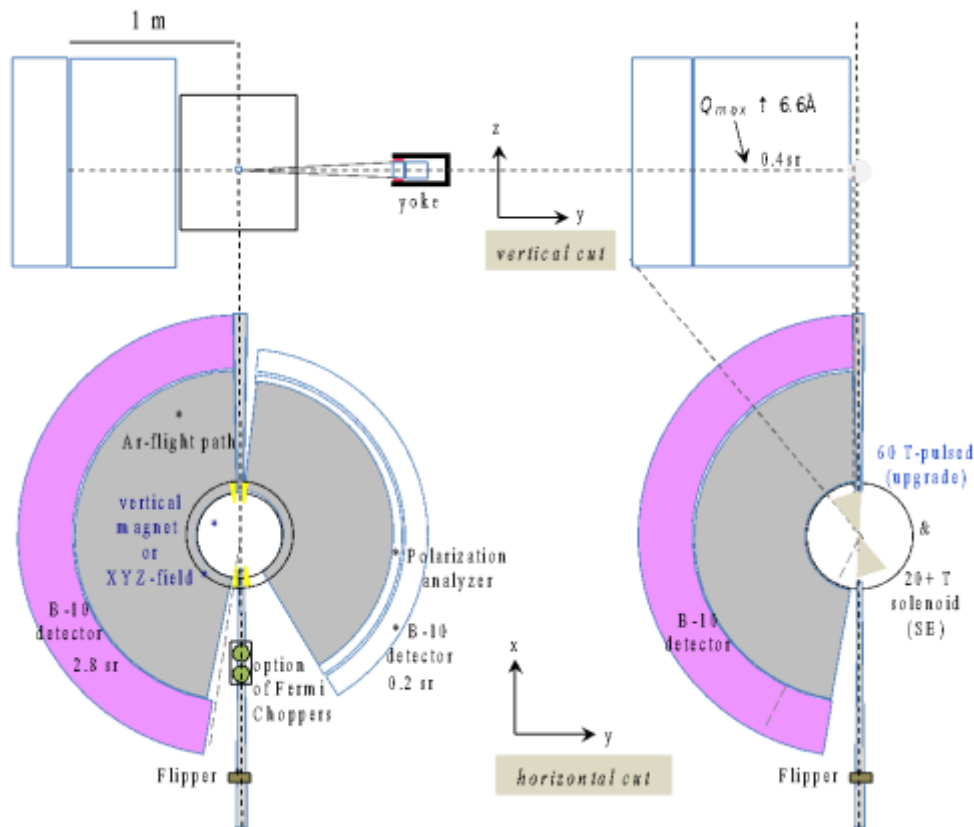 1 m
z
y
yoke
vertical cut
Qmax ↑ 6.6Å
0.4sr
*
Ar-flight path
vertical
magnet
or
XYZ-field
*
*
B-10
detector
2.8 sr
* Polarization
analyzer
* B-10
detector
0.2 sr
option
of Fermi
Choppers
Flipper
x
y
horizontal cut
B-10
detector
60 T-pulsed
(upgrade)
&
20+ T
solenoid
(SE)
Flipper